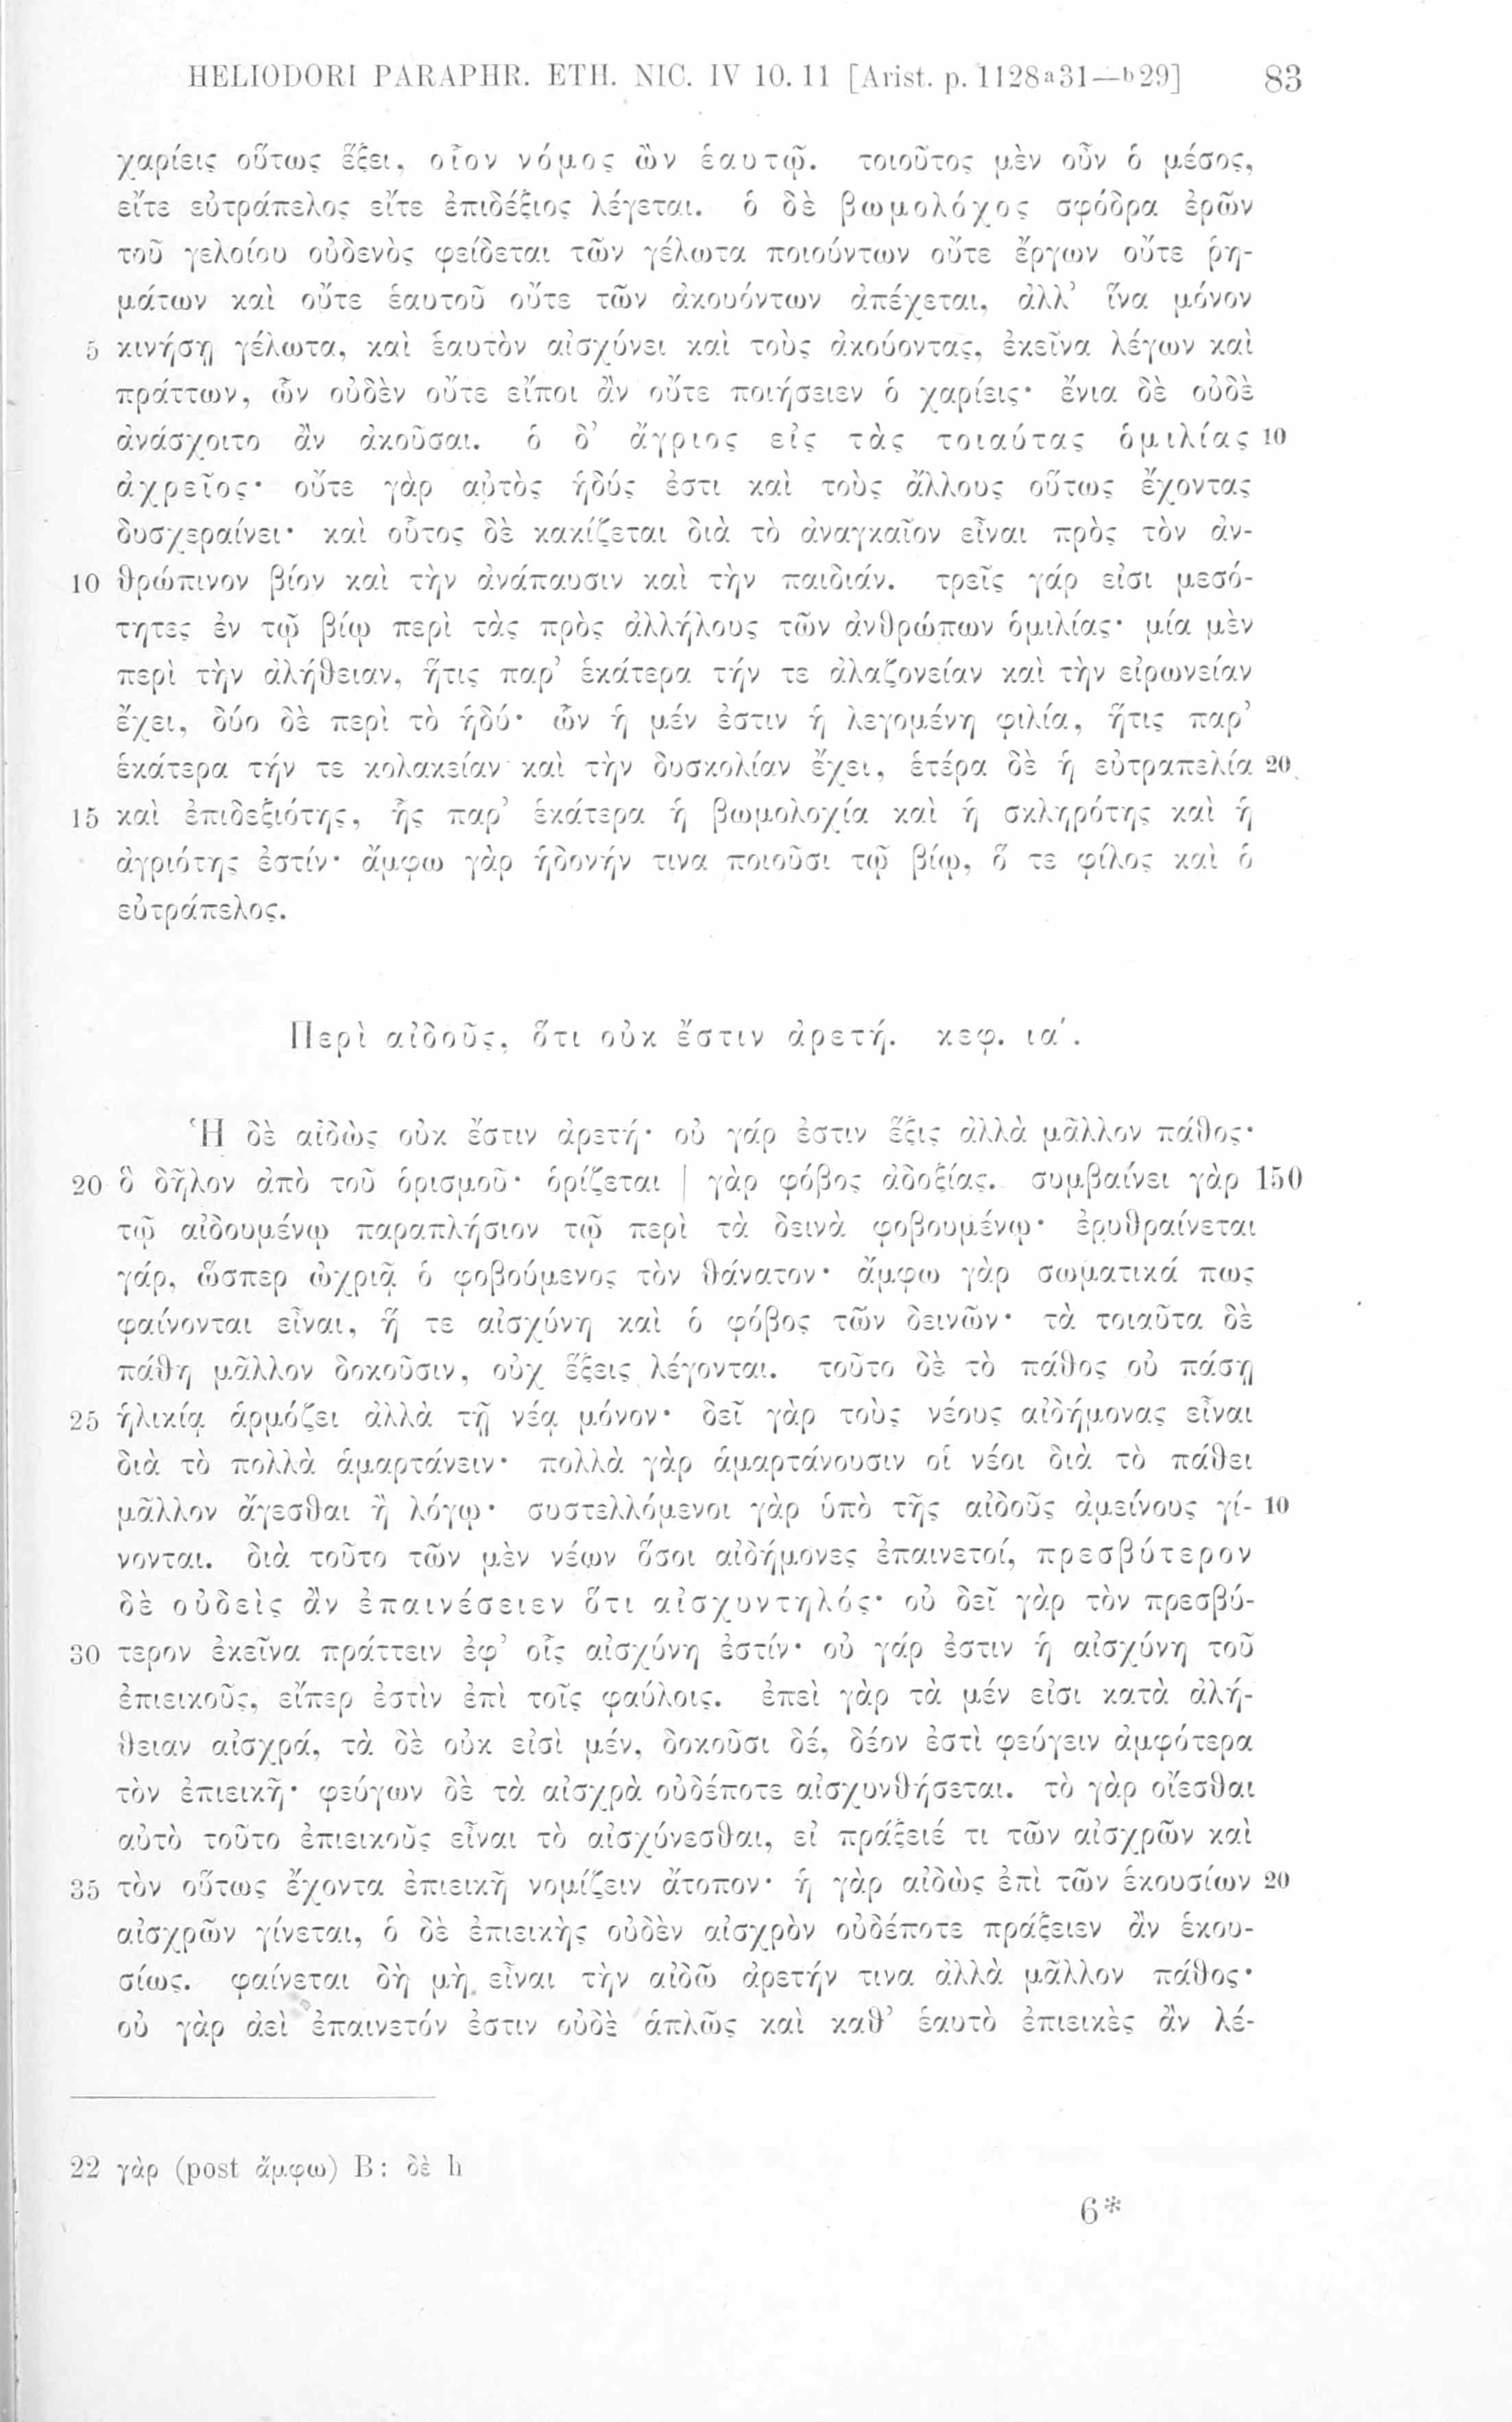 HELIODORI PARAPHR. ETH. NIC. IV 10. 11 [Arist. p. 1128ᵃ31—ᵇ29] 83
χαρίεις οὕτως ἕξει, οἷον νόμος ὢν ἑαυτῷ. τοιοῦτος μὲν οὖν ὁ μέσος,
εἴτε εὐτράπελος εἴτε ἐπιδέξιος λέγεται. ὁ δὲ βωμολόχος σφόδρα ἐρῶν
τοῦ γελοίου οὐδενὸς φείδεται τῶν γέλωτα ποιούντων οὔτε ἔργων οὔτε ῥη-
μάτων καὶ οὔτε ἑαυτοῦ οὔτε τῶν ἀκουόντων ἀπέχεται, ἀλλ’ ἵνα μόνον
5 κινήσῃ γέλωτα, καὶ ἑαυτὸν αἰσχύνει καὶ τοὺς ἀκούοντας, ἐκεῖνα λέγων καὶ
πράττων, ὧν οὐδὲν οὔτε εἴποι ἂν οὔτε ποιήσειεν ὁ χαρίεις· ἔνια δὲ οὐδὲ
ἀνάσχοιτο ἂν ἀκοῦσαι. ὁ δ’ ἄγριος εἰς τὰς τοιαύτας ὁμιλίας 10
ἀχρεῖος· οὔτε γὰρ αὐτὸς ἡδύς ἐστι καὶ τοὺς ἄλλους οὕτως ἔχοντας
δυσχεραίνει· καὶ οὗτος δὲ κακίζεται διὰ τὸ ἀναγκαῖον εἶναι πρὸς τὸν ἀν-
10 θρώπινον βίον καὶ τὴν ἀνάπαυσιν καὶ τὴν παιδιάν. τρεῖς γάρ εἰσι μεσό-
τητες ἐν τῷ βίῳ περὶ τὰς πρὸς ἀλλήλους τῶν ἀνθρώπων ὁμιλίας· μία μὲν
περὶ τὴν ἀλήθειαν, ἥτις παρ’ ἑκάτερα τήν τε ἀλαζονείαν καὶ τὴν εἰρωνείαν
ἔχει, δύο δὲ περὶ τὸ ἡδύ· ὧν ἡ μέν ἐστιν ἡ λεγομένη φιλία, ἥτις παρ’
ἑκάτερα τήν τε κολακείαν καὶ τὴν δυσκολίαν ἔχει, ἑτέρα δὲ ἡ εὐτραπελία 20
15 καὶ ἐπιδεξιότης, ἧς παρ’ ἑκάτερα ἡ βωμολοχία καὶ ἡ σκληρότης καὶ ἡ
ἀγριότης ἐστίν· ἄμφω γὰρ ἡδονήν τινα ποιοῦσι τῷ βίῳ, ὅ τε φίλος καὶ ὁ
εὐτράπελος.
Περὶ αἰδοῦς, ὅτι οὐκ ἔστιν ἀρετή. κεφ. ια΄.
Ἡ δὲ αἰδὼς οὐκ ἔστιν ἀρετή· οὐ γάρ ἐστιν ἕξις ἀλλὰ μᾶλλον πάθος·
20 ὃ δῆλον ἀπὸ τοῦ ὁρισμοῦ· ὁρίζεται | γὰρ φόβος ἀδοξίας. συμβαίνει γὰρ 150
τῷ αἰδουμένῳ παραπλήσιον τῷ περὶ τὰ δεινὰ φοβουμένῳ· ἐρυθραίνεται
γάρ, ὥσπερ ὠχριᾷ ὁ φοβούμενος τὸν θάνατον· ἄμφω γὰρ σωματικά πως
φαίνονται εἶναι, ἥ τε αἰσχύνη καὶ ὁ φόβος τῶν δεινῶν· τὰ τοιαῦτα δὲ
πάθη μᾶλλον δοκοῦσιν, οὐχ ἕξεις λέγονται. τοῦτο δὲ τὸ πάθος οὐ πάσῃ
25 ἡλικίᾳ ἁρμόζει ἀλλὰ τῇ νέᾳ μόνον· δεῖ γὰρ τοὺς νέους αἰδήμονας εἶναι
διὰ τὸ πολλὰ ἁμαρτάνειν· πολλὰ γὰρ ἁμαρτάνουσιν οἱ νέοι διὰ τὸ πάθει
μᾶλλον ἄγεσθαι ἢ λόγῳ· συστελλόμενοι γὰρ ὑπὸ τῆς αἰδοῦς ἀμείνους γί- 10
νονται. διὰ τοῦτο τῶν μὲν νέων ὅσοι αἰδήμονες ἐπαινετοί, πρεσβύτερον
δὲ οὐδεὶς ἂν ἐπαινέσειεν ὅτι αἰσχυντηλός· οὐ δεῖ γὰρ τὸν πρεσβύ-
30 τερον ἐκεῖνα πράττειν ἐφ’ οἷς αἰσχύνη ἐστίν· οὐ γάρ ἐστιν ἡ αἰσχύνη τοῦ
ἐπιεικοῦς, εἴπερ ἐστὶν ἐπὶ τοῖς φαύλοις. ἐπεὶ γὰρ τὰ μέν εἰσι κατὰ ἀλή-
θειαν αἰσχρά, τὰ δὲ οὐκ εἰσὶ μέν, δοκοῦσι δέ, δέον ἐστὶ φεύγειν ἀμφότερα
τὸν ἐπιεικῆ· φεύγων δὲ τὰ αἰσχρὰ οὐδέποτε αἰσχυνθήσεται. τὸ γὰρ οἴεσθαι
αὐτὸ τοῦτο ἐπιεικοῦς εἶναι τὸ αἰσχύνεσθαι, εἰ πράξειέ τι τῶν αἰσχρῶν καὶ
35 τὸν οὕτως ἔχοντα ἐπιεικῆ νομίζειν ἄτοπον· ἡ γὰρ αἰδὼς ἐπὶ τῶν ἑκουσίων 20
αἰσχρῶν γίνεται, ὁ δὲ ἐπιεικὴς οὐδὲν αἰσχρὸν οὐδέποτε πράξειεν ἂν ἑκου-
σίως. φαίνεται δὴ μὴ εἶναι τὴν αἰδῶ ἀρετήν τινα ἀλλὰ μᾶλλον πάθος·
οὐ γὰρ ἀεὶ ἐπαινετόν ἐστιν οὐδὲ ἁπλῶς καὶ καθ’ ἑαυτὸ ἐπιεικὲς ἂν λέ-
22 γὰρ (post ἄμφω) B: δὲ h
6*